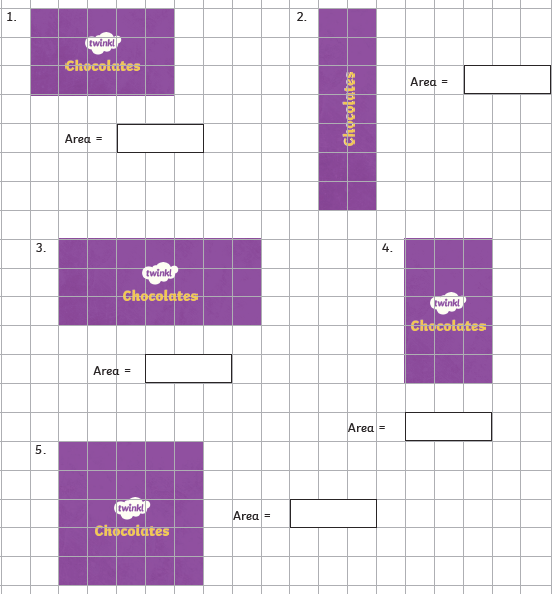 1.
twinkl
Chocolates
Area =
2.
Chocolates
Area =
3.
twinkl
Chocolates
Area =
4.
twinkl
Chocolates
Area =
5.
twinkl
Chocolates
Area =